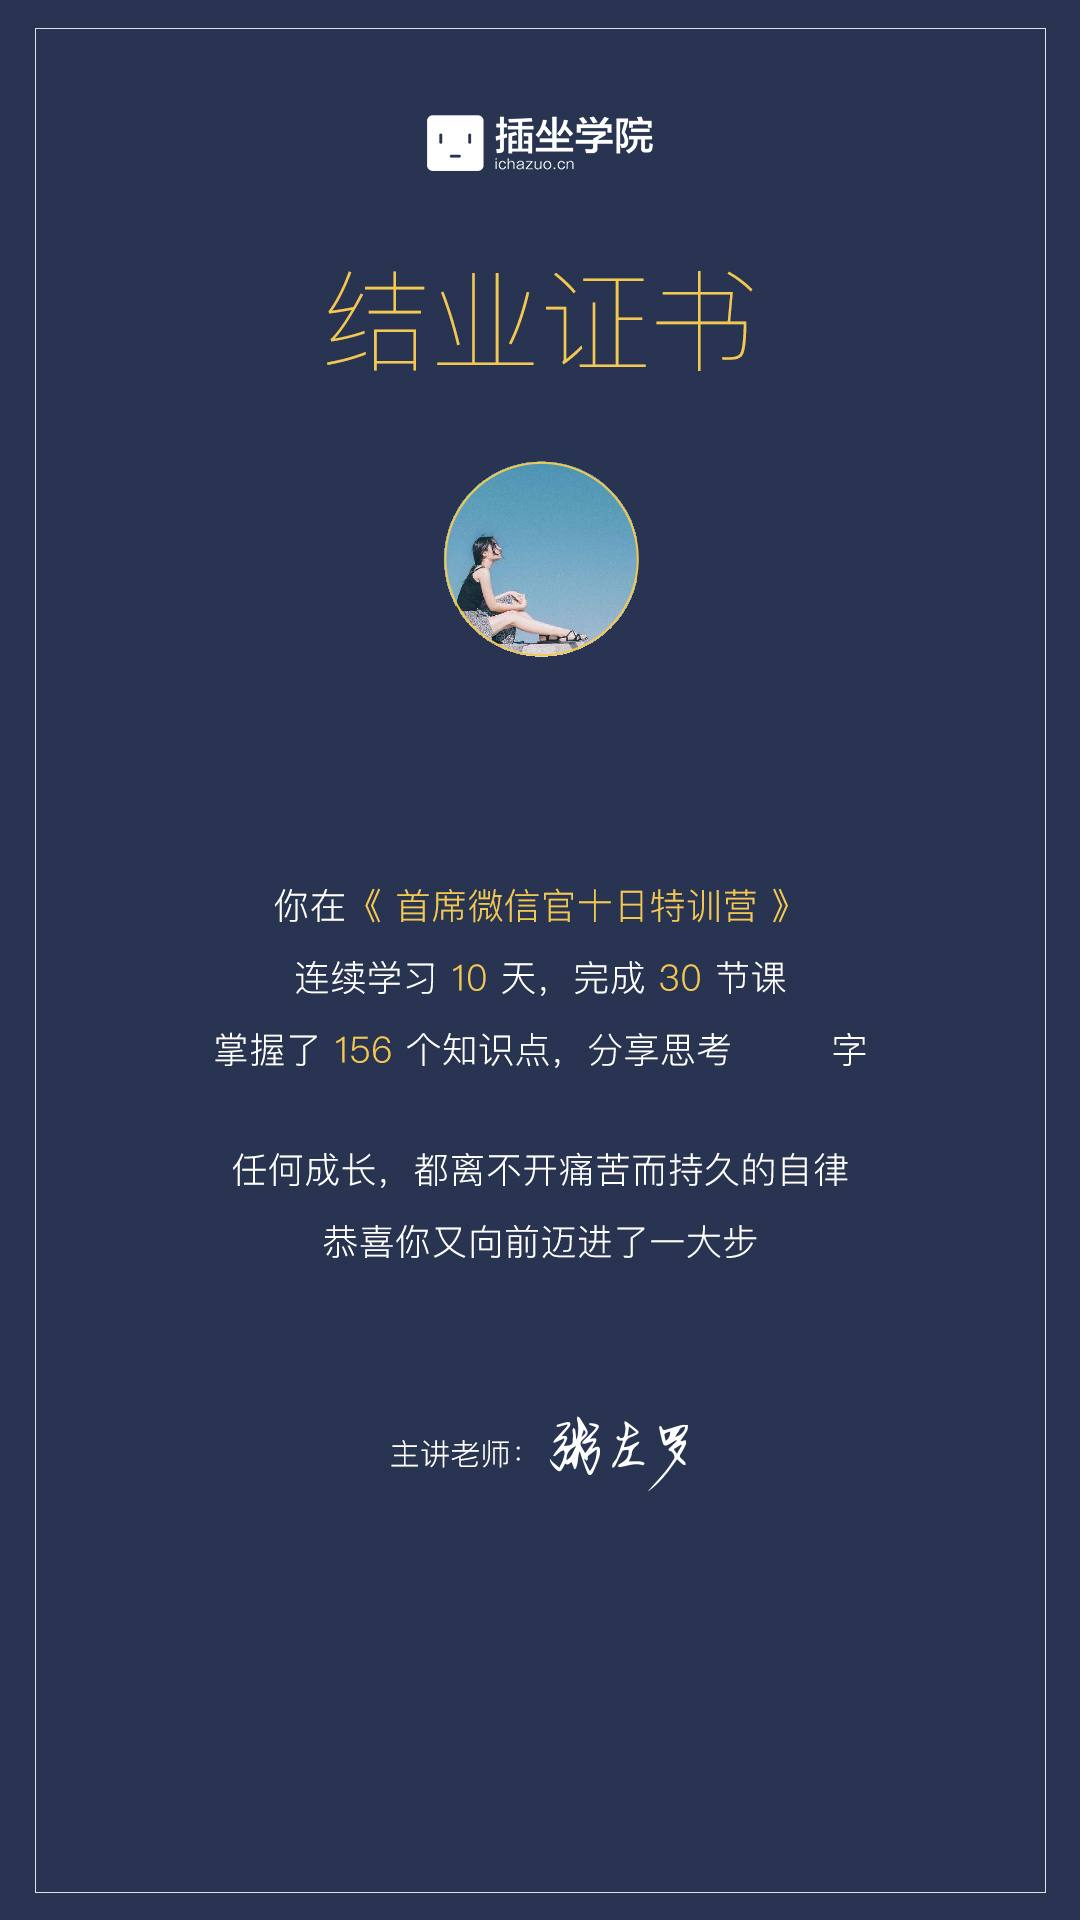 插坐学院
ichazuo.cn
结业证书
你在《 首席微信官十日特训营 》
连续学习 10 天，完成 30 节课
掌握了 156 个知识点，分享思考 字
任何成长，都离不开痛苦而持久的自律
恭喜你又向前迈进了一大步
主讲老师：粥左罗